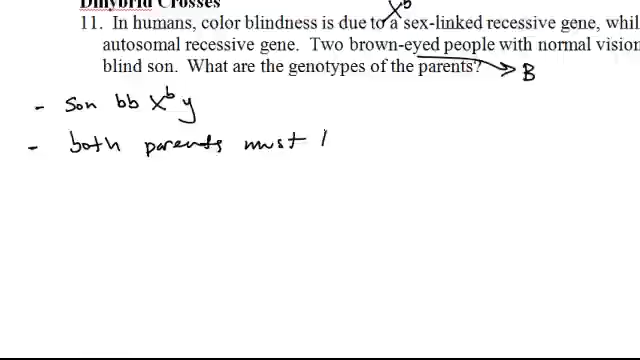 Dihybrid Crosses
X^b
11. In humans, color blindness is due to a sex-linked recessive gene, whil
autosomal recessive gene. Two brown-eyed people with normal vision
blind son. What are the genotypes of the parents? → B
- son bb X^b y
- both parents must